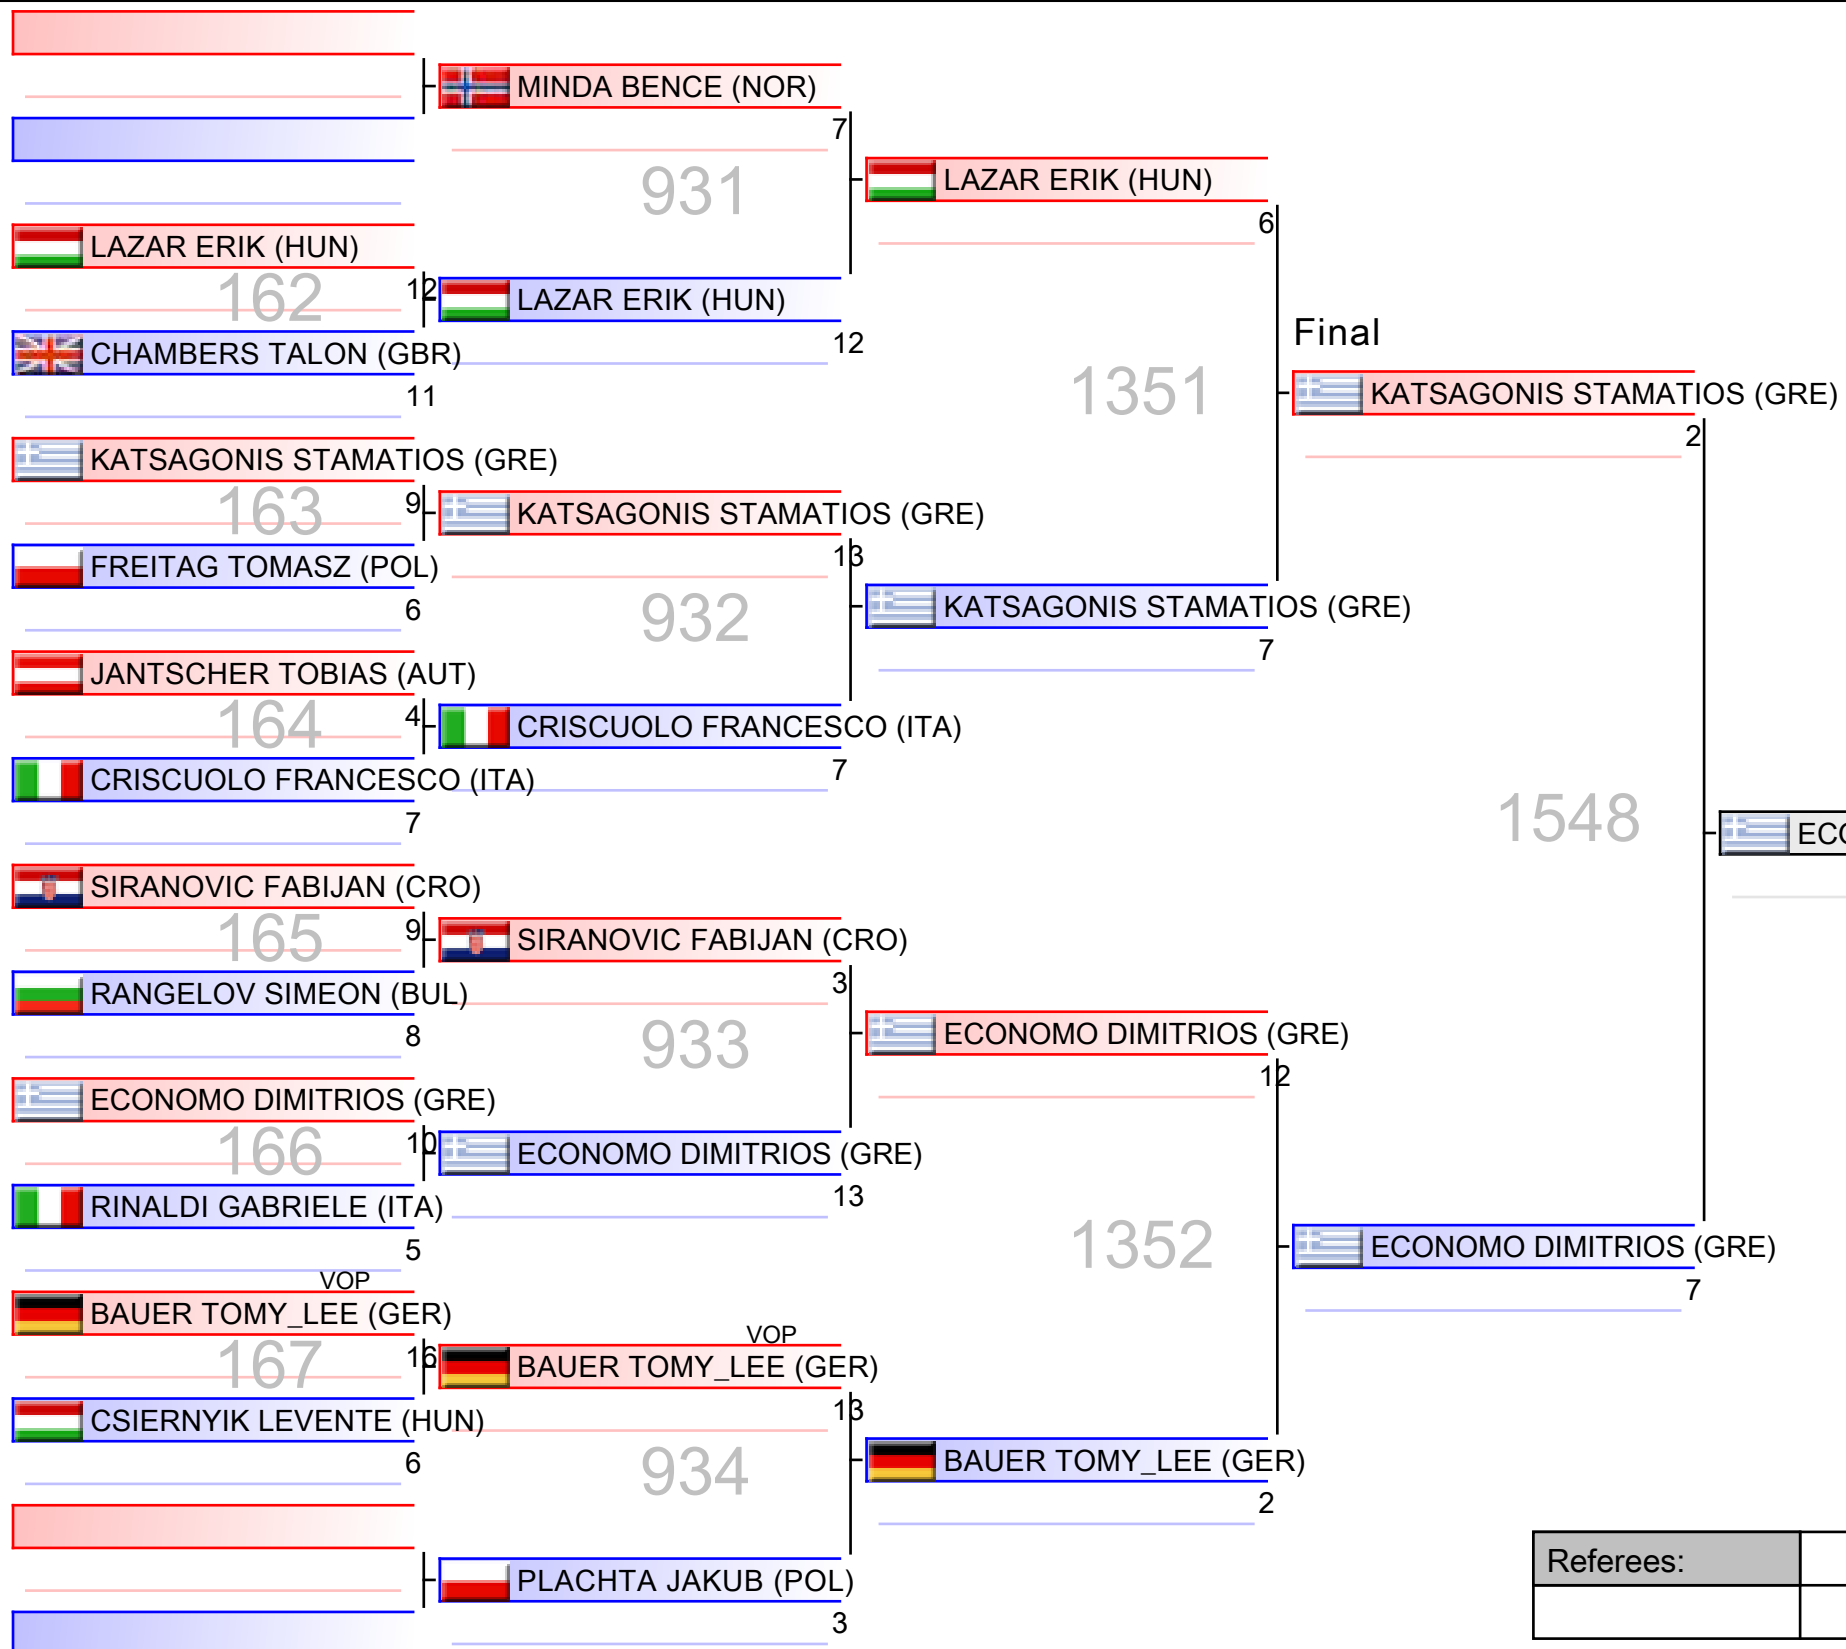 MINDA BENCE (NOR)
7
931
LAZAR ERIK (HUN)
6
LAZAR ERIK (HUN)
12
162
LAZAR ERIK (HUN)
12
CHAMBERS TALON (GBR)
11
1351
Final
KATSAGONIS STAMATIOS (GRE)
2
KATSAGONIS STAMATIOS (GRE)
9
163
KATSAGONIS STAMATIOS (GRE)
13
FREITAG TOMASZ (POL)
6
932
KATSAGONIS STAMATIOS (GRE)
7
JANTSCHER TOBIAS (AUT)
4
164
CRISCUOLO FRANCESCO (ITA)
7
CRISCUOLO FRANCESCO (ITA)
7
1548
ECO
SIRANOVIC FABIJAN (CRO)
9
165
SIRANOVIC FABIJAN (CRO)
3
RANGELOV SIMEON (BUL)
8
933
ECONOMO DIMITRIOS (GRE)
12
ECONOMO DIMITRIOS (GRE)
10
166
ECONOMO DIMITRIOS (GRE)
13
RINALDI GABRIELE (ITA)
5
1352
ECONOMO DIMITRIOS (GRE)
7
VOP
BAUER TOMY_LEE (GER)
16
167
VOP
BAUER TOMY_LEE (GER)
13
CSIERNYIK LEVENTE (HUN)
6
934
BAUER TOMY_LEE (GER)
2
PLACHTA JAKUB (POL)
3
Referees: